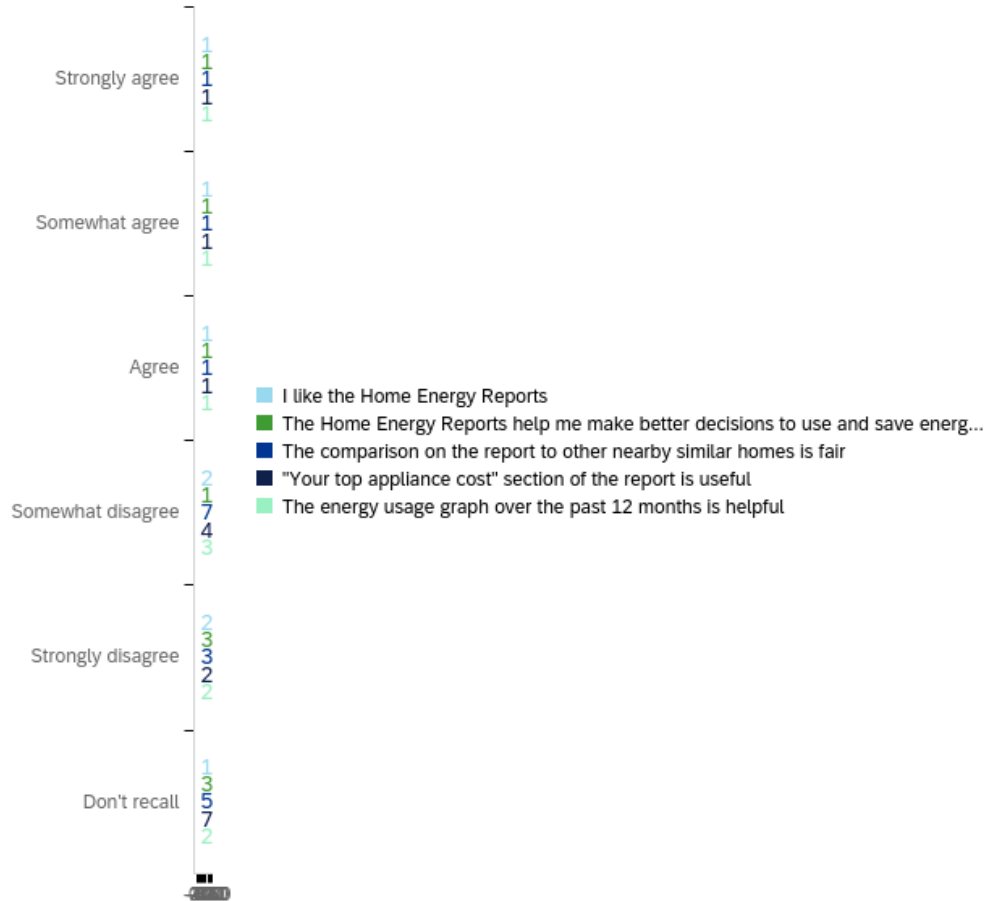 1
1
Strongly agree 1
1
1
1
1
Somewhat agree 1
1
1
1
1
Agree 1
1
1
I like the Home Energy Reports
The Home Energy Reports help me make better decisions to use and save energ...
The comparison on the report to other nearby similar homes is fair
"Your top appliance cost" section of the report is useful
The energy usage graph over the past 12 months is helpful
2
1
Somewhat disagree 7
4
3
2
3
Strongly disagree 3
2
2
1
3
Don't recall 5
7
2